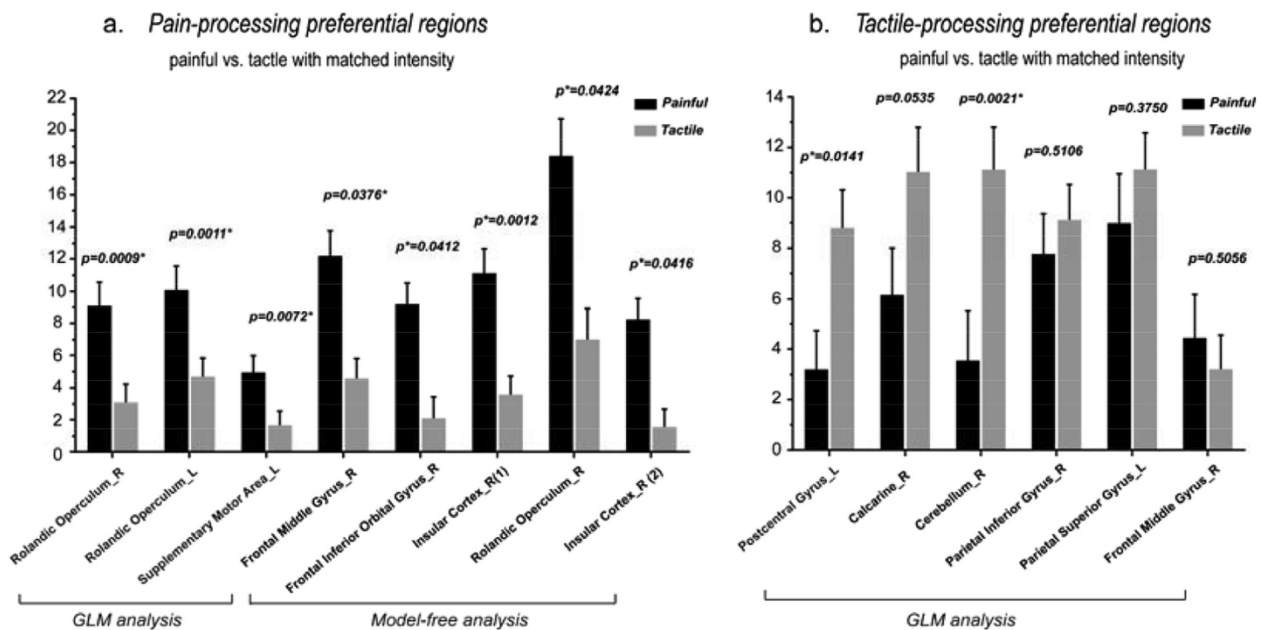 a. Pain-processing preferential regions
painful vs. tactle with matched intensity
22
20
18
16
14
12
10
8
6
4
2
0
Painful
Tactile
p=0.0009*
p=0.0011*
p=0.0072*
p=0.0376*
p*=0.0412
p*=0.0012
p*=0.0424
p*=0.0416
Rolandic Operculum_R
Rolandic Operculum_L
Supplementary Motor Area_L
Frontal Middle Gyrus_R
Frontal Inferior Orbital Gyrus_R
Insular Cortex_R(1)
Rolandic Operculum_R
Insular Cortex_R (2)
GLM analysis
Model-free analysis
b. Tactile-processing preferential regions
painful vs. tactle with matched intensity
14
12
10
8
6
4
2
0
Painful
Tactile
p*=0.0141
p=0.0535
p=0.0021*
p=0.5106
p=0.3750
p=0.5056
Postcentral Gyrus_L
Calcarine_R
Cerebellum_R
Parietal Inferior Gyrus_R
Parietal Superior Gyrus_L
Frontal Middle Gyrus_R
GLM analysis